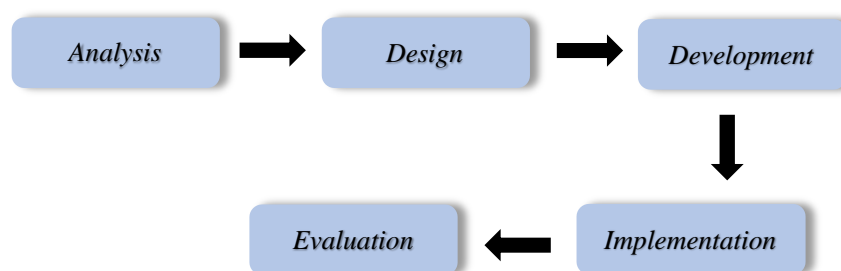 Analysis
Design
Development
Implementation
Evaluation